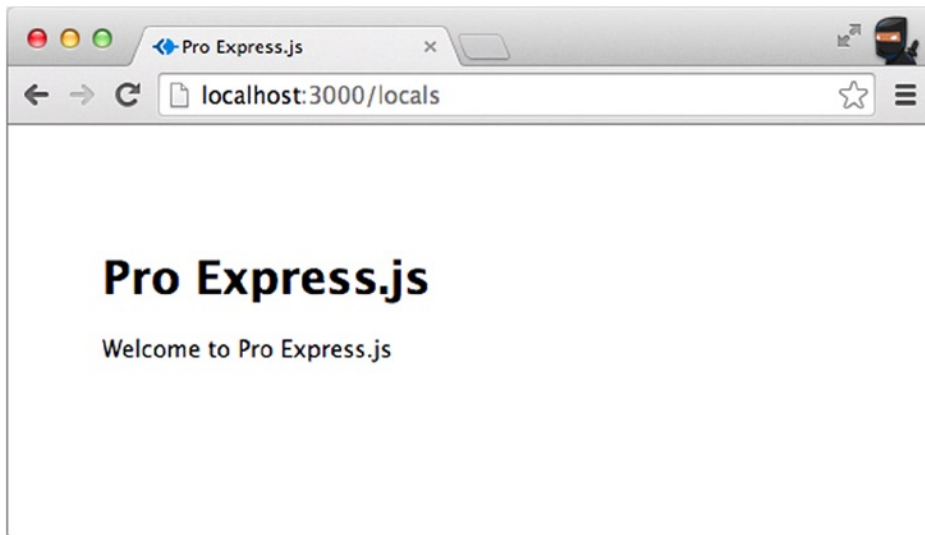 Pro Express.js
localhost:3000/locals
Pro Express.js
Welcome to Pro Express.js